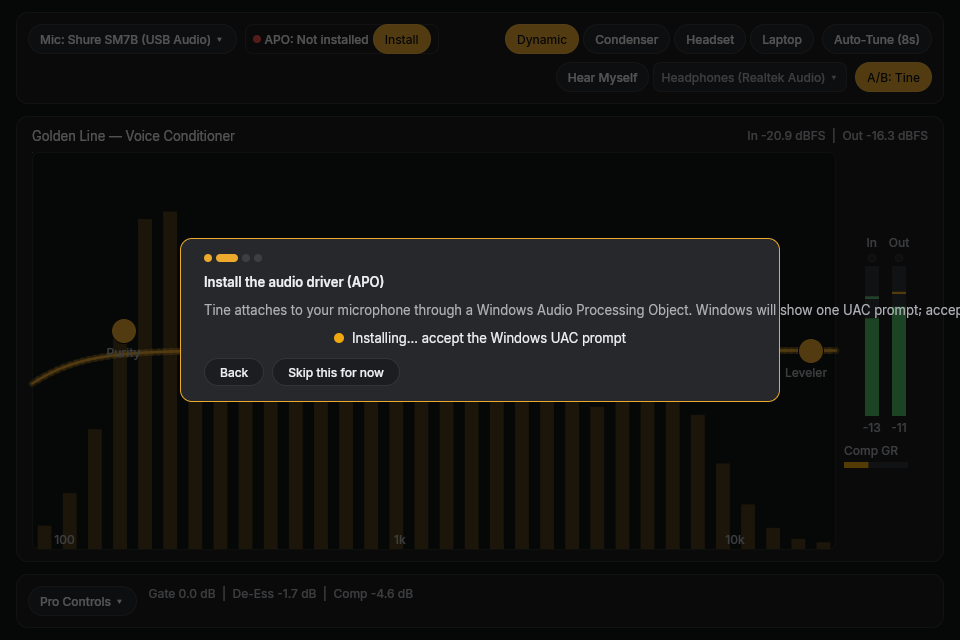 Mic: Shure SM7B (USB Audio) ▾
APO: Not installed
Install
Dynamic
Condenser
Headset
Laptop
Auto-Tune (8s)
Hear Myself
Headphones (Realtek Audio) ▾
A/B: Tine
Golden Line — Voice Conditioner
In -20.9 dBFS | Out -16.3 dBFS
In
Out
Install the audio driver (APO)
Tine attaches to your microphone through a Windows Audio Processing Object. Windows will show one UAC prompt; accep
Installing... accept the Windows UAC prompt
Purity
Back
Skip this for now
Leveler
-13
-11
Comp GR
100
1k
10k
Pro Controls ▾
Gate 0.0 dB | De-Ess -1.7 dB | Comp -4.6 dB